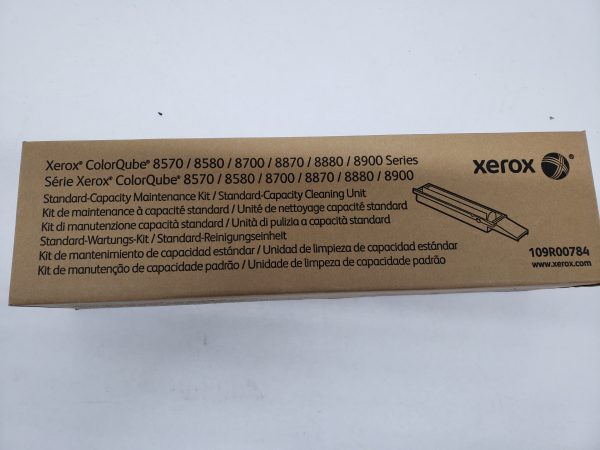 Xerox® ColorQube® 8570 / 8580 / 8700 / 8870 / 8880 / 8900 Series
Série Xerox® ColorQube® 8570 / 8580 / 8700 / 8870 / 8880 / 8900
Standard-Capacity Maintenance Kit / Standard-Capacity Cleaning Unit
Kit de maintenance à capacité standard / Unité de nettoyage capacité standard
Kit di manutenzione capacità standard / Unità di pulizia a capacità standard
Standard-Wartungs-Kit / Standard-Reinigungseinheit
Kit de mantenimiento de capacidad estándar / Unidad de limpieza de capacidad estándar
Kit de manutenção de capacidade padrão / Unidade de limpeza de capacidade padrão
xerox®
109R00784
www.xerox.com